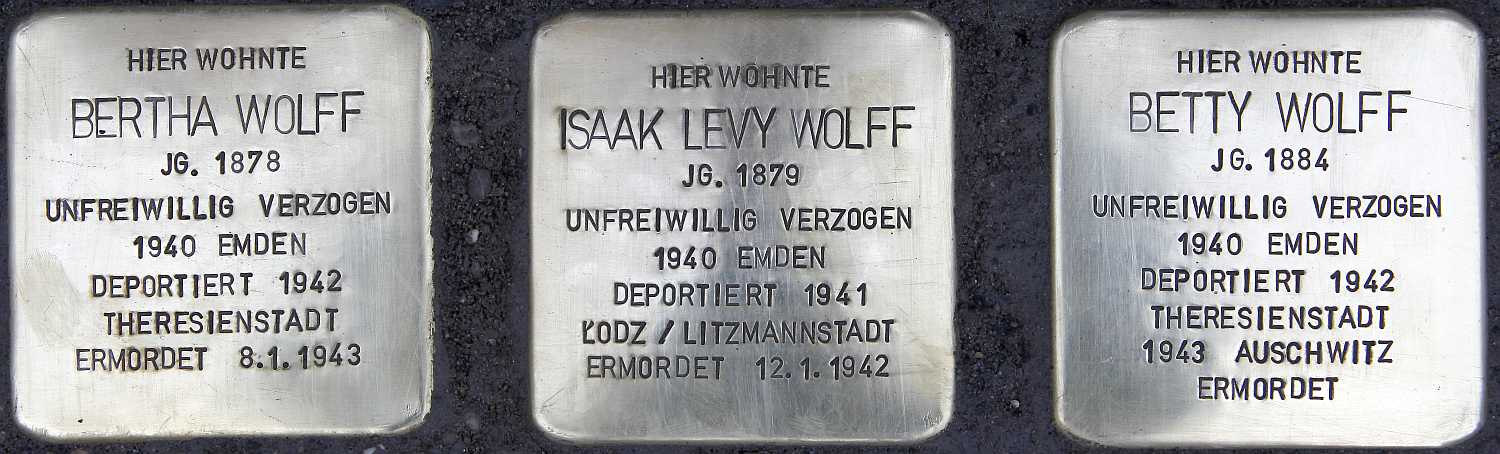 HIER WOHNTE
BERTHA WOLFF
JG. 1878
UNFREIWILLIG VERZOGEN
1940 EMDEN
DEPORTIERT 1942
THERESIENSTADT
ERMORDET 8.1.1943
HIER WOHNTE
ISAAK LEVY WOLFF
JG. 1879
UNFREIWILLIG VERZOGEN
1940 EMDEN
DEPORTIERT 1941
ŁODZ / LITZMANNSTADT
ERMORDET 12.1.1942
HIER WOHNTE
BETTY WOLFF
JG. 1884
UNFREIWILLIG VERZOGEN
1940 EMDEN
DEPORTIERT 1942
THERESIENSTADT
1943 AUSCHWITZ
ERMORDET